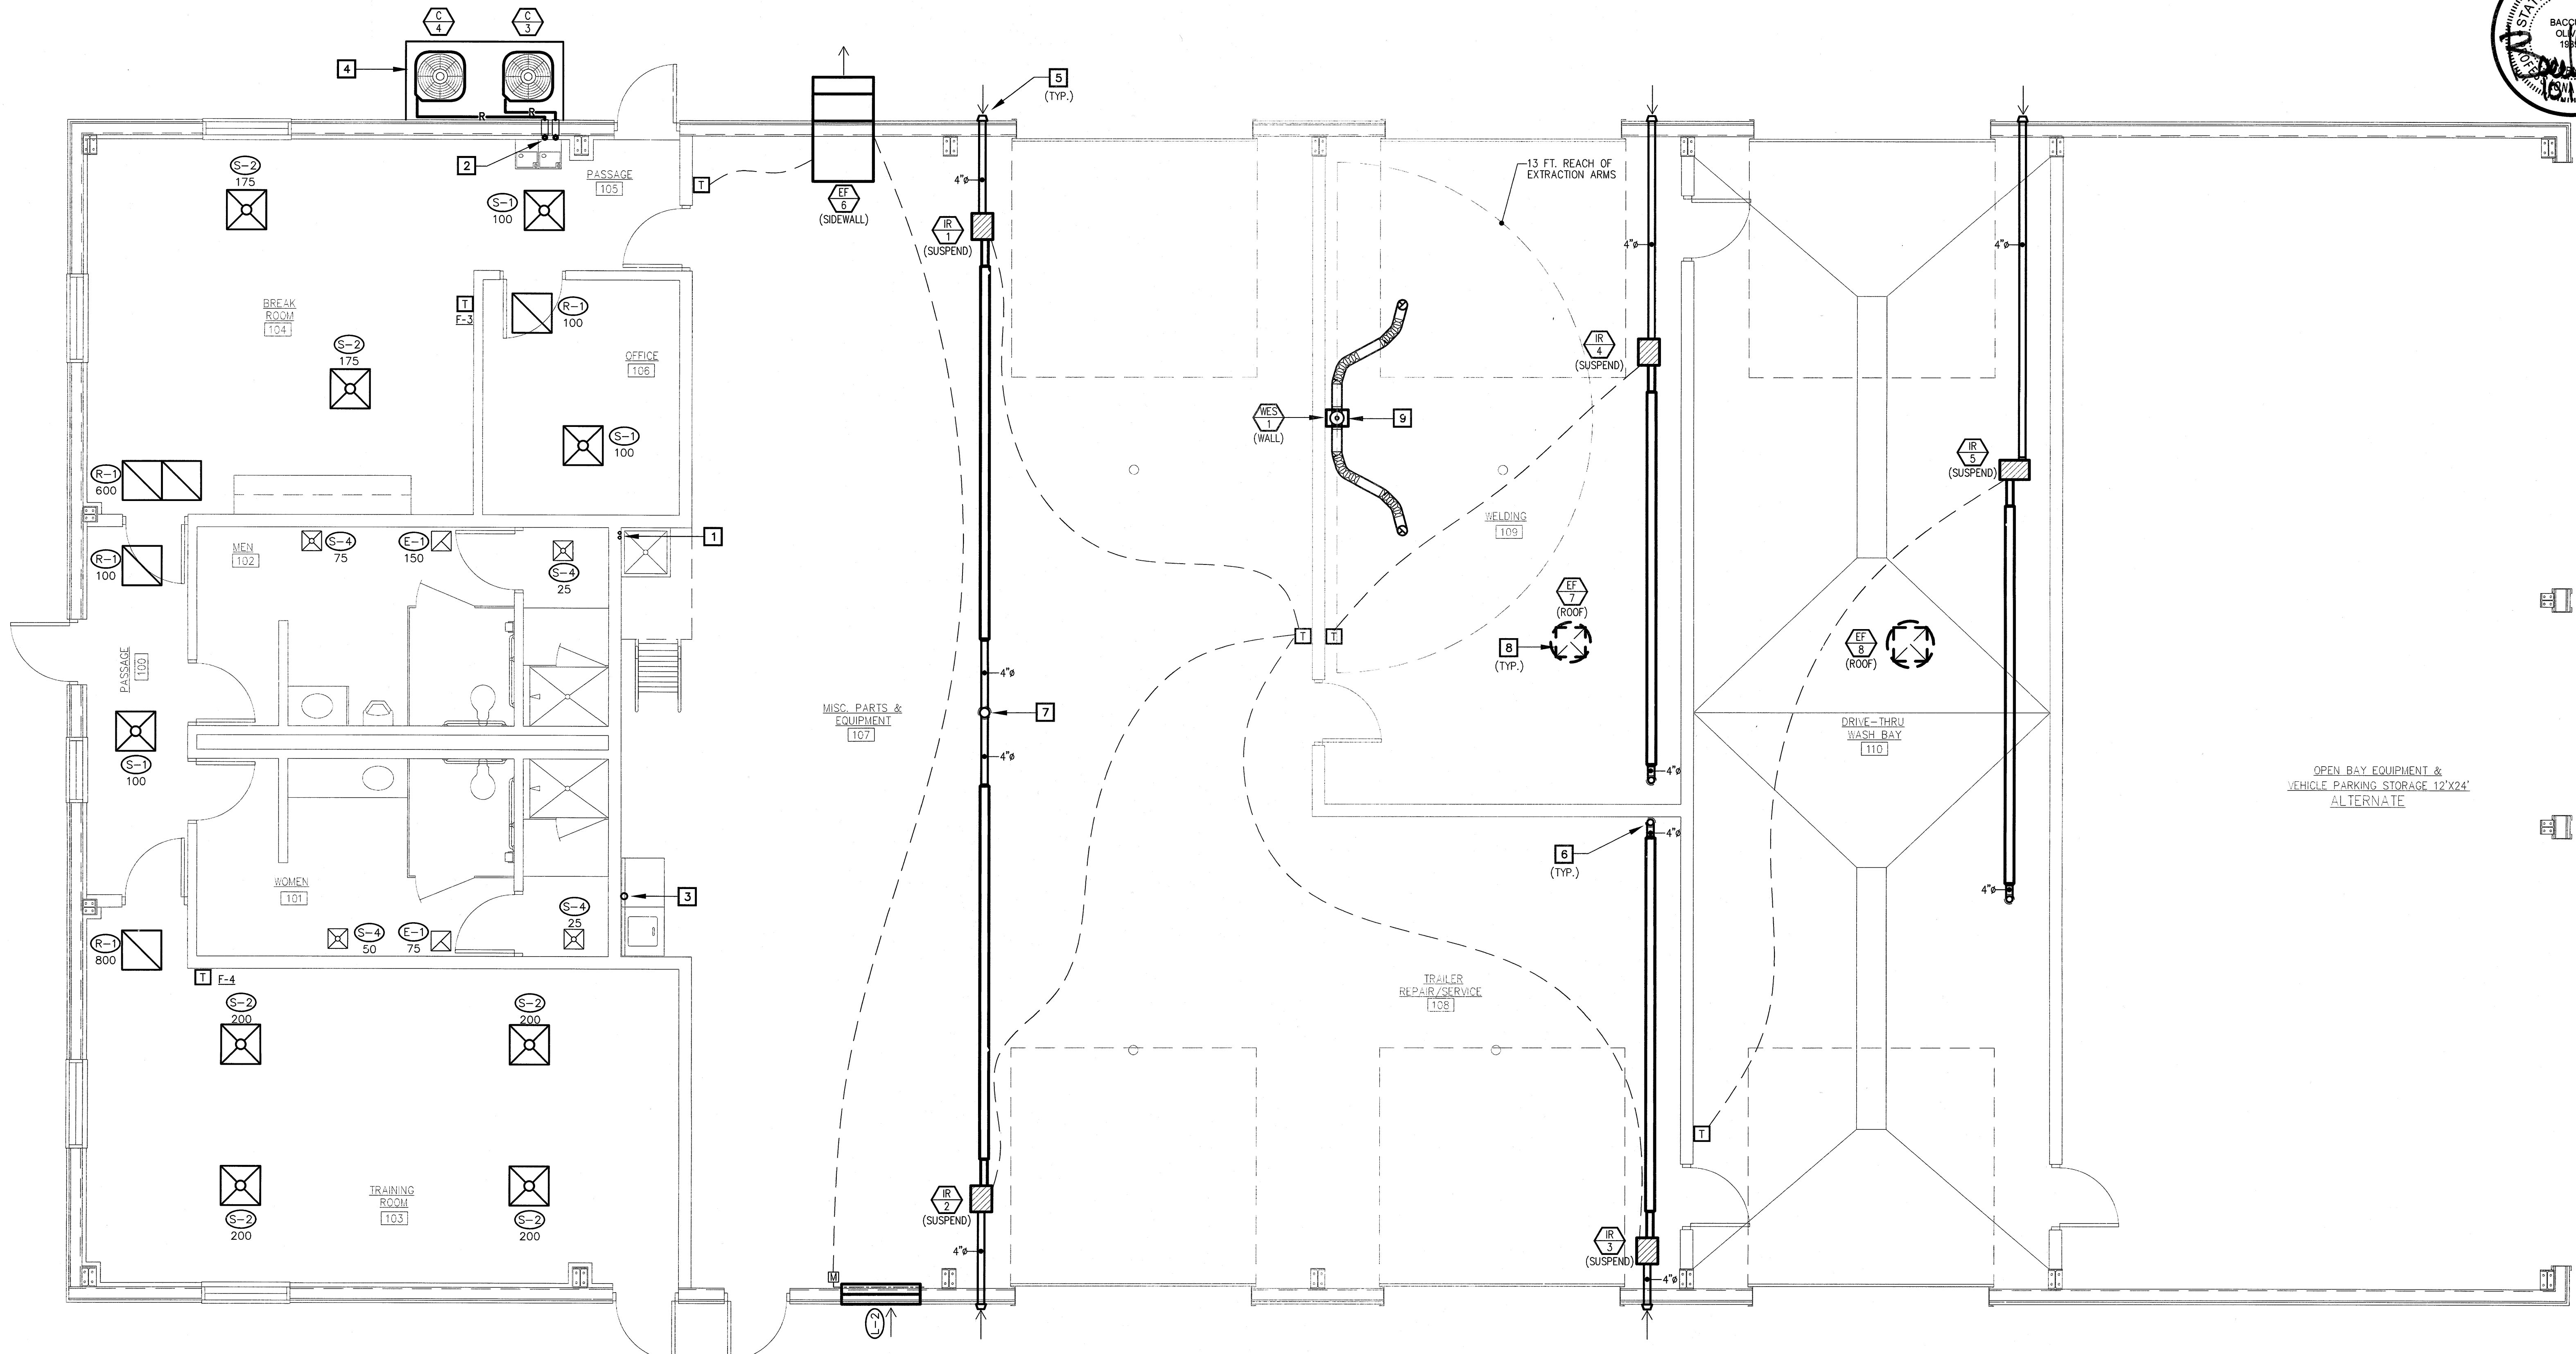 C
4
C
3
4
R
R
2
S-2
175
S-1
100
PASSAGE
105
T
EF
6
(SIDEWALL)
5
(TYP.)
4"ø
IR
1
(SUSPEND)
13 FT. REACH OF
EXTRACTION ARMS
4"ø
4"ø
BREAK
ROOM
104
T
F-3
R-1
100
S-2
175
OFFICE
106
S-1
100
IR
4
(SUSPEND)
WES
1
(WALL)
9
IR
5
(SUSPEND)
R-1
600
R-1
100
MEN
102
S-4
75
E-1
150
S-4
25
1
WELDING
109
EF
7
(ROOF)
8
(TYP.)
T
T
EF
8
(ROOF)
PASSAGE
100
S-1
100
4"ø
7
4"ø
MISC. PARTS &
EQUIPMENT
107
DRIVE-THRU
WASH BAY
110
4"ø
OPEN BAY EQUIPMENT &
VEHICLE PARKING STORAGE 12'X24'
ALTERNATE
4"ø
6
(TYP.)
4"ø
WOMEN
101
3
R-1
800
S-4
50
E-1
75
S-4
25
T
F-4
S-2
200
S-2
200
TRAILER
REPAIR/SERVICE
108
T
TRAINING
ROOM
103
S-2
200
S-2
200
IR
2
(SUSPEND)
4"ø
IR
3
(SUSPEND)
4"ø
M
L-2